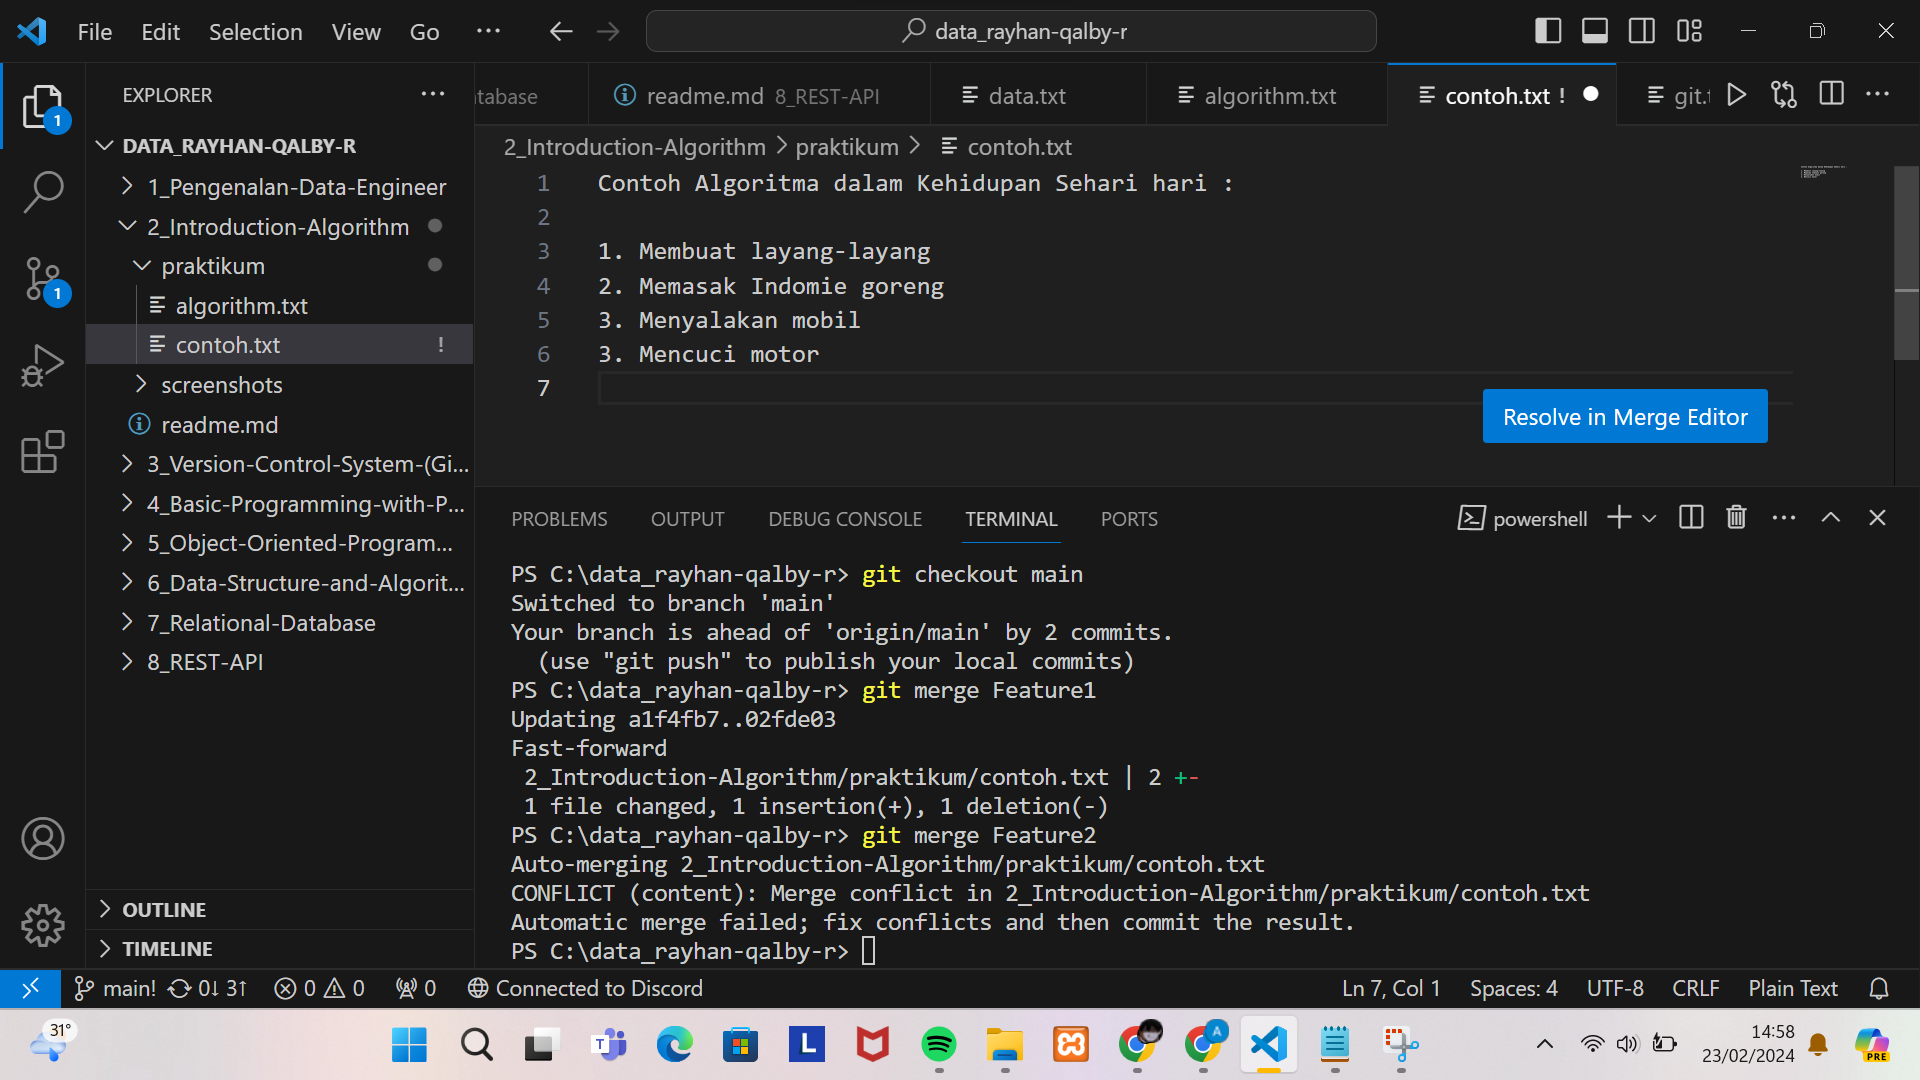 File Edit Selection View Go ...
data_rayhan-qalby-r
EXPLORER
1
DATA_RAYHAN-QALBY-R
1_Pengenalan-Data-Engineer
2_Introduction-Algorithm
praktikum
algorithm.txt
contoh.txt !
screenshots
readme.md
3_Version-Control-System-(Gi...
4_Basic-Programming-with-P...
5_Object-Oriented-Program...
6_Data-Structure-and-Algorit...
7_Relational-Database
8_REST-API
1
OUTLINE
TIMELINE
tabase readme.md 8_REST-API data.txt algorithm.txt contoh.txt ! git.
2_Introduction-Algorithm > praktikum > contoh.txt
1 Contoh Algoritma dalam Kehidupan Sehari hari :
2
3 1. Membuat layang-layang
4 2. Memasak Indomie goreng
5 3. Menyalakan mobil
6 3. Mencuci motor
7
Resolve in Merge Editor
PROBLEMS OUTPUT DEBUG CONSOLE TERMINAL PORTS
powershell
PS C:\data_rayhan-qalby-r> git checkout main
Switched to branch 'main'
Your branch is ahead of 'origin/main' by 2 commits.
(use "git push" to publish your local commits)
PS C:\data_rayhan-qalby-r> git merge Feature1
Updating a1f4fb7..02fde03
Fast-forward
2_Introduction-Algorithm/praktikum/contoh.txt | 2 +-
1 file changed, 1 insertion(+), 1 deletion(-)
PS C:\data_rayhan-qalby-r> git merge Feature2
Auto-merging 2_Introduction-Algorithm/praktikum/contoh.txt
CONFLICT (content): Merge conflict in 2_Introduction-Algorithm/praktikum/contoh.txt
Automatic merge failed; fix conflicts and then commit the result.
PS C:\data_rayhan-qalby-r>
main! 0↓ 3↑ 0 0 0 Connected to Discord Ln 7, Col 1 Spaces: 4 UTF-8 CRLF Plain Text
31°
T
L
A
PRE
14:58
23/02/2024